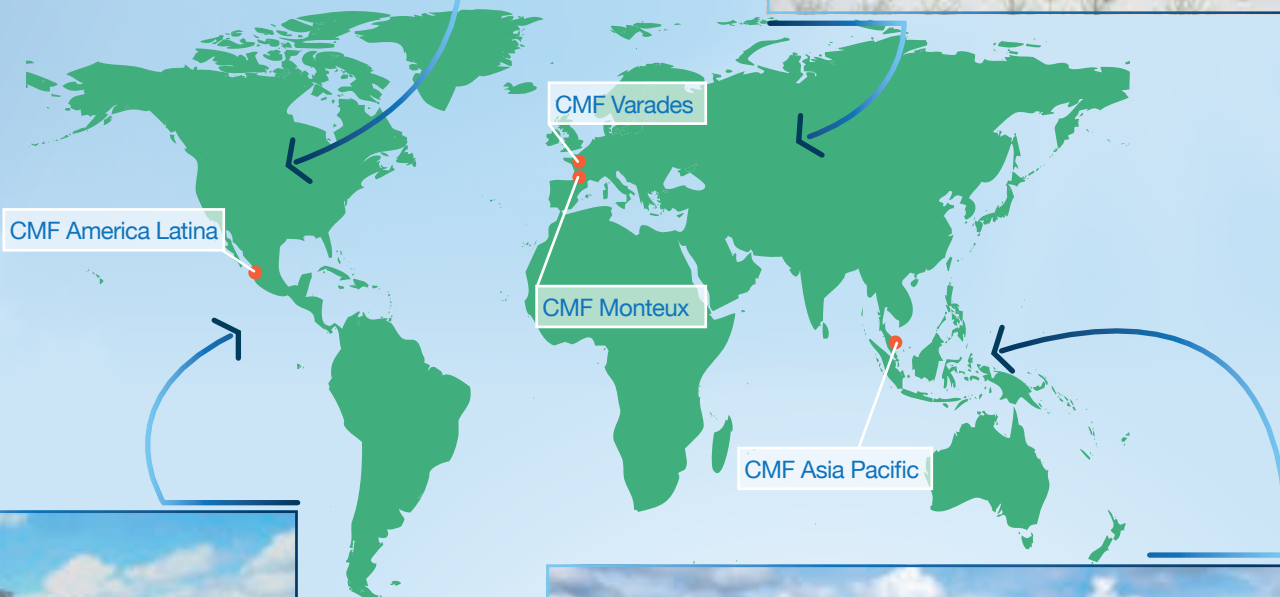 CMF Varades
CMF America Latina
CMF Monteux
CMF Asia Pacific